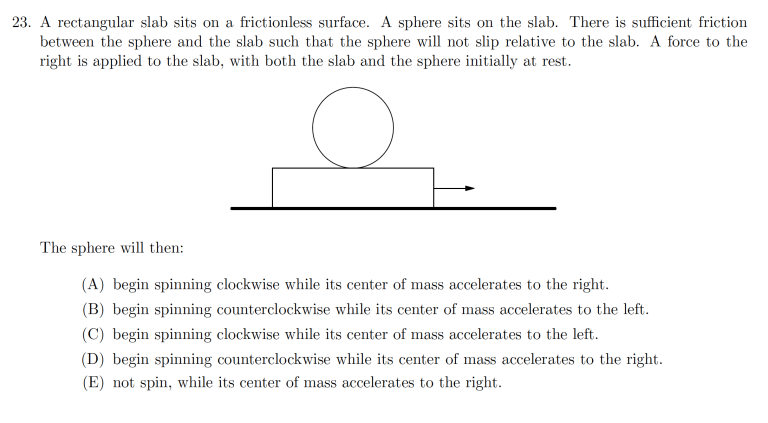 23. A rectangular slab sits on a frictionless surface. A sphere sits on the slab. There is sufficient friction
between the sphere and the slab such that the sphere will not slip relative to the slab. A force to the
right is applied to the slab, with both the slab and the sphere initially at rest.
The sphere will then:
(A) begin spinning clockwise while its center of mass accelerates to the right.
(B) begin spinning counterclockwise while its center of mass accelerates to the left.
(C) begin spinning clockwise while its center of mass accelerates to the left.
(D) begin spinning counterclockwise while its center of mass accelerates to the right.
(E) not spin, while its center of mass accelerates to the right.